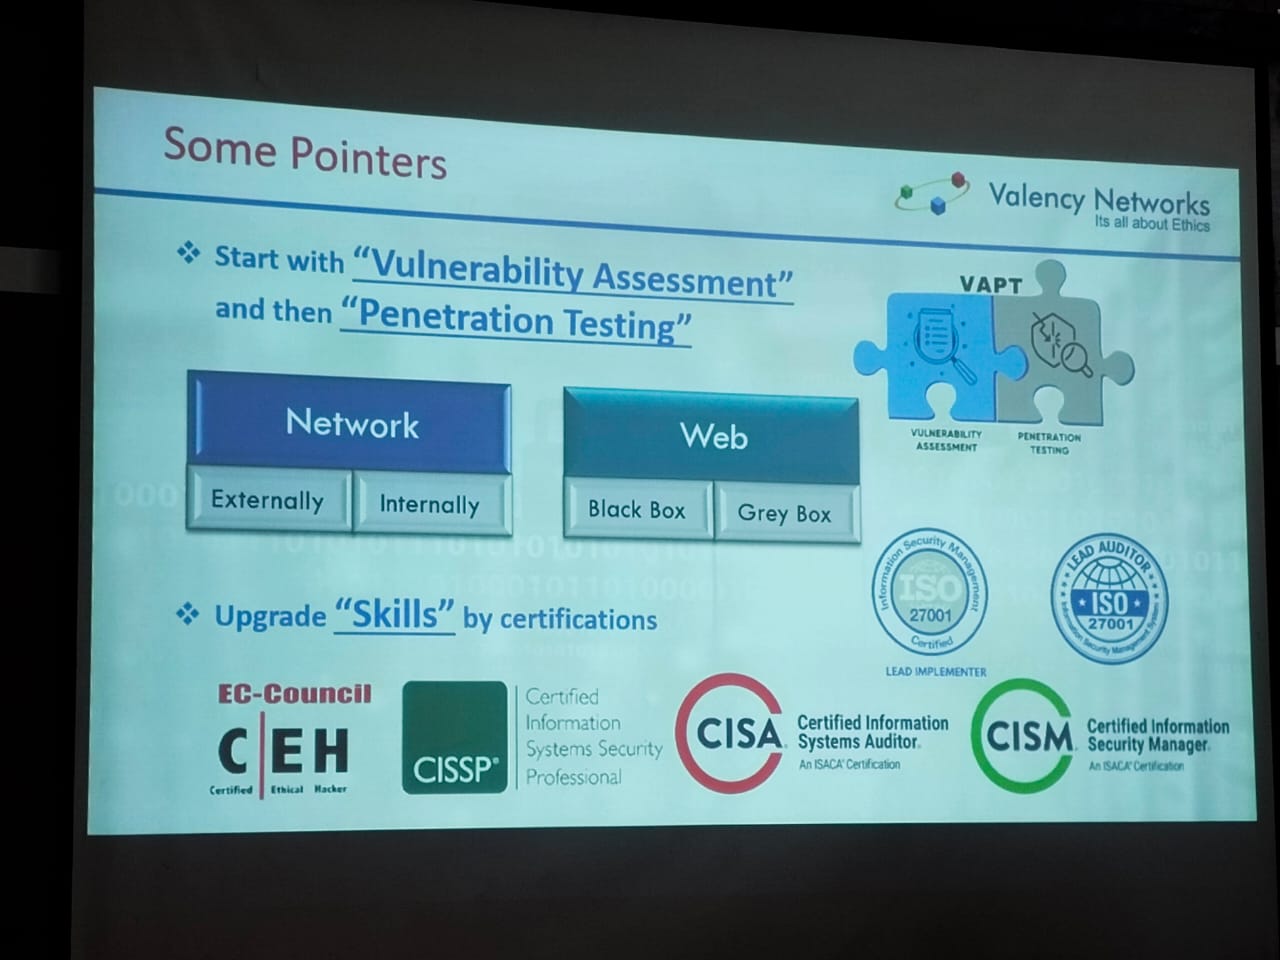 Some Pointers
Valency Networks
Its all about Ethics
❖ Start with “Vulnerability Assessment”
and then “Penetration Testing”
VAPT
VULNERABILITY
ASSESSMENT
PENETRATION
TESTING
Network
Externally
Internally
Web
Black Box
Grey Box
Information Security Management
ISO
27001
Certified
LEAD IMPLEMENTER
LEAD AUDITOR
ISO
27001
Information Security Management System
❖ Upgrade “Skills” by certifications
EC-Council
CEH
Certified Ethical Hacker
CISSP®
Certified
Information
Systems Security
Professional
CISA®
Certified Information
Systems Auditor®
An ISACA® Certification
CISM®
Certified Information
Security Manager®
An ISACA® Certification